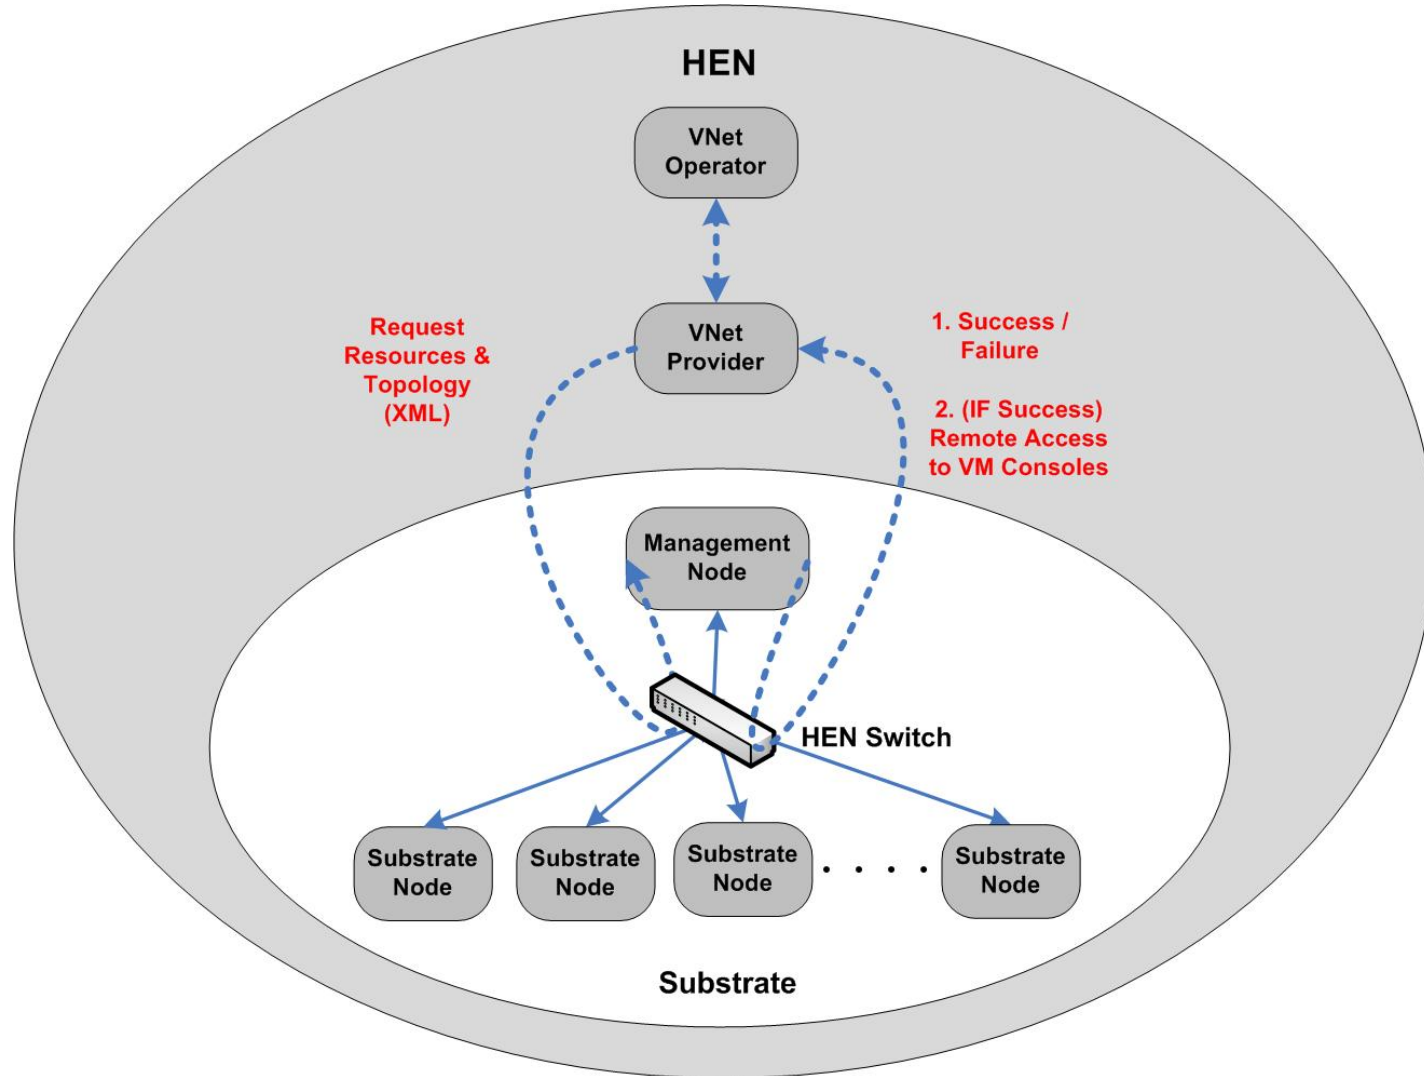 HEN
VNet
Operator
VNet
Provider
Request
Resources &
Topology
(XML)
1. Success /
Failure
2. (IF Success)
Remote Access
to VM Consoles
Management
Node
HEN Switch
Substrate
Node
Substrate
Node
Substrate
Node
. . . .
Substrate
Node
Substrate